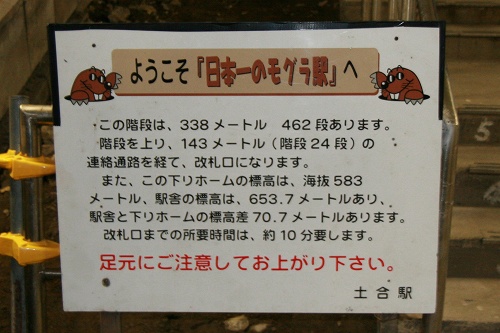 ようこそ『日本一のモグラ駅』へ
この階段は、338メートル 462段あります。
階段を上り、143メートル（階段24段）の
連絡通路を経て、改札口になります。
また、この下りホームの標高は、海抜583
メートル、駅舎の標高は、653.7メートルあり、
駅舎と下りホームの標高差70.7メートルあります。
改札口までの所要時間は、約10分要します。
足元にご注意してお上がり下さい。
土合駅
5